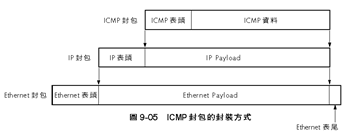 ICMP 封包 ICMP 表頭 ICMP 資料
IP 封包 IP 表頭 IP Payload
Ethernet 封包 Ethernet 表頭 Ethernet Payload
圖 9-05 ICMP 封包的封裝方式
Ethernet 表尾